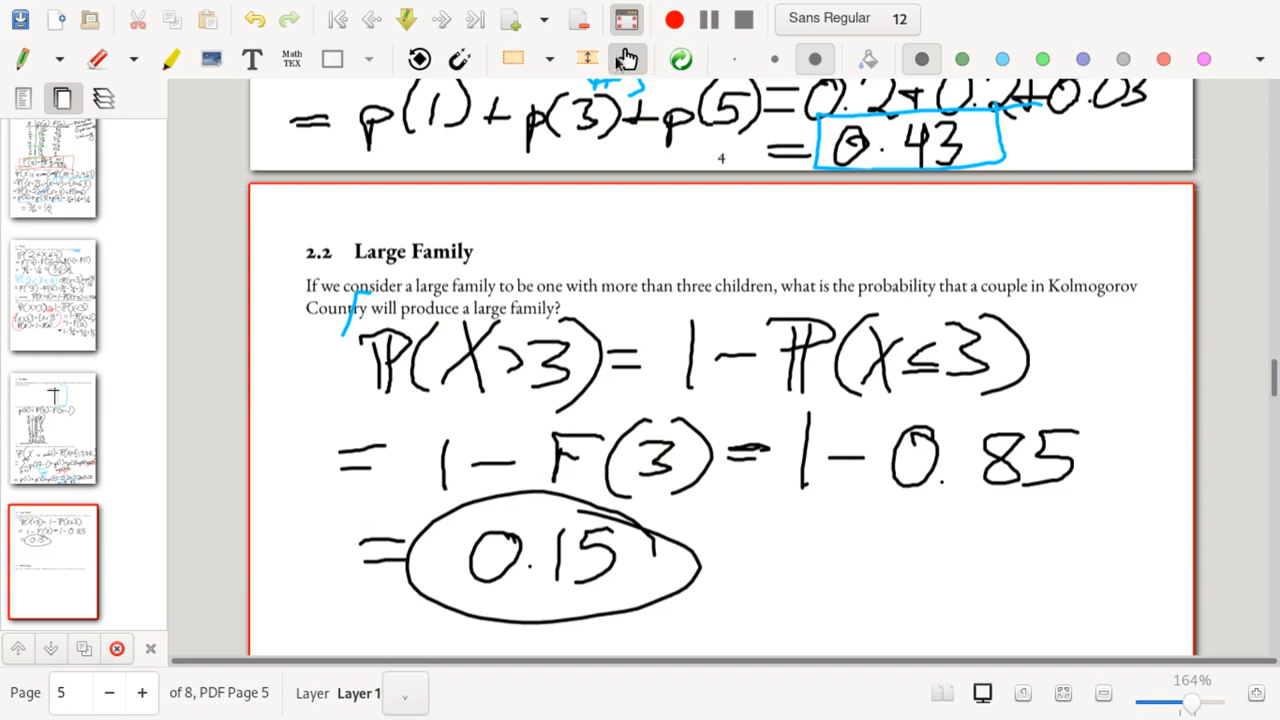 Sans Regular 12
T Math TEX
= p(1) + p(3) + p(5) = 0.2 + 0.2 + 0.03
= 0.43
4
2.2 Large Family
If we consider a large family to be one with more than three children, what is the probability that a couple in Kolmogorov
Country will produce a large family?
ℙ(X>3) = 1 − ℙ(X≤3)
= 1 − F(3) = 1 − 0.85
= 0.15
164%
Page 5 of 8, PDF Page 5 Layer Layer 1